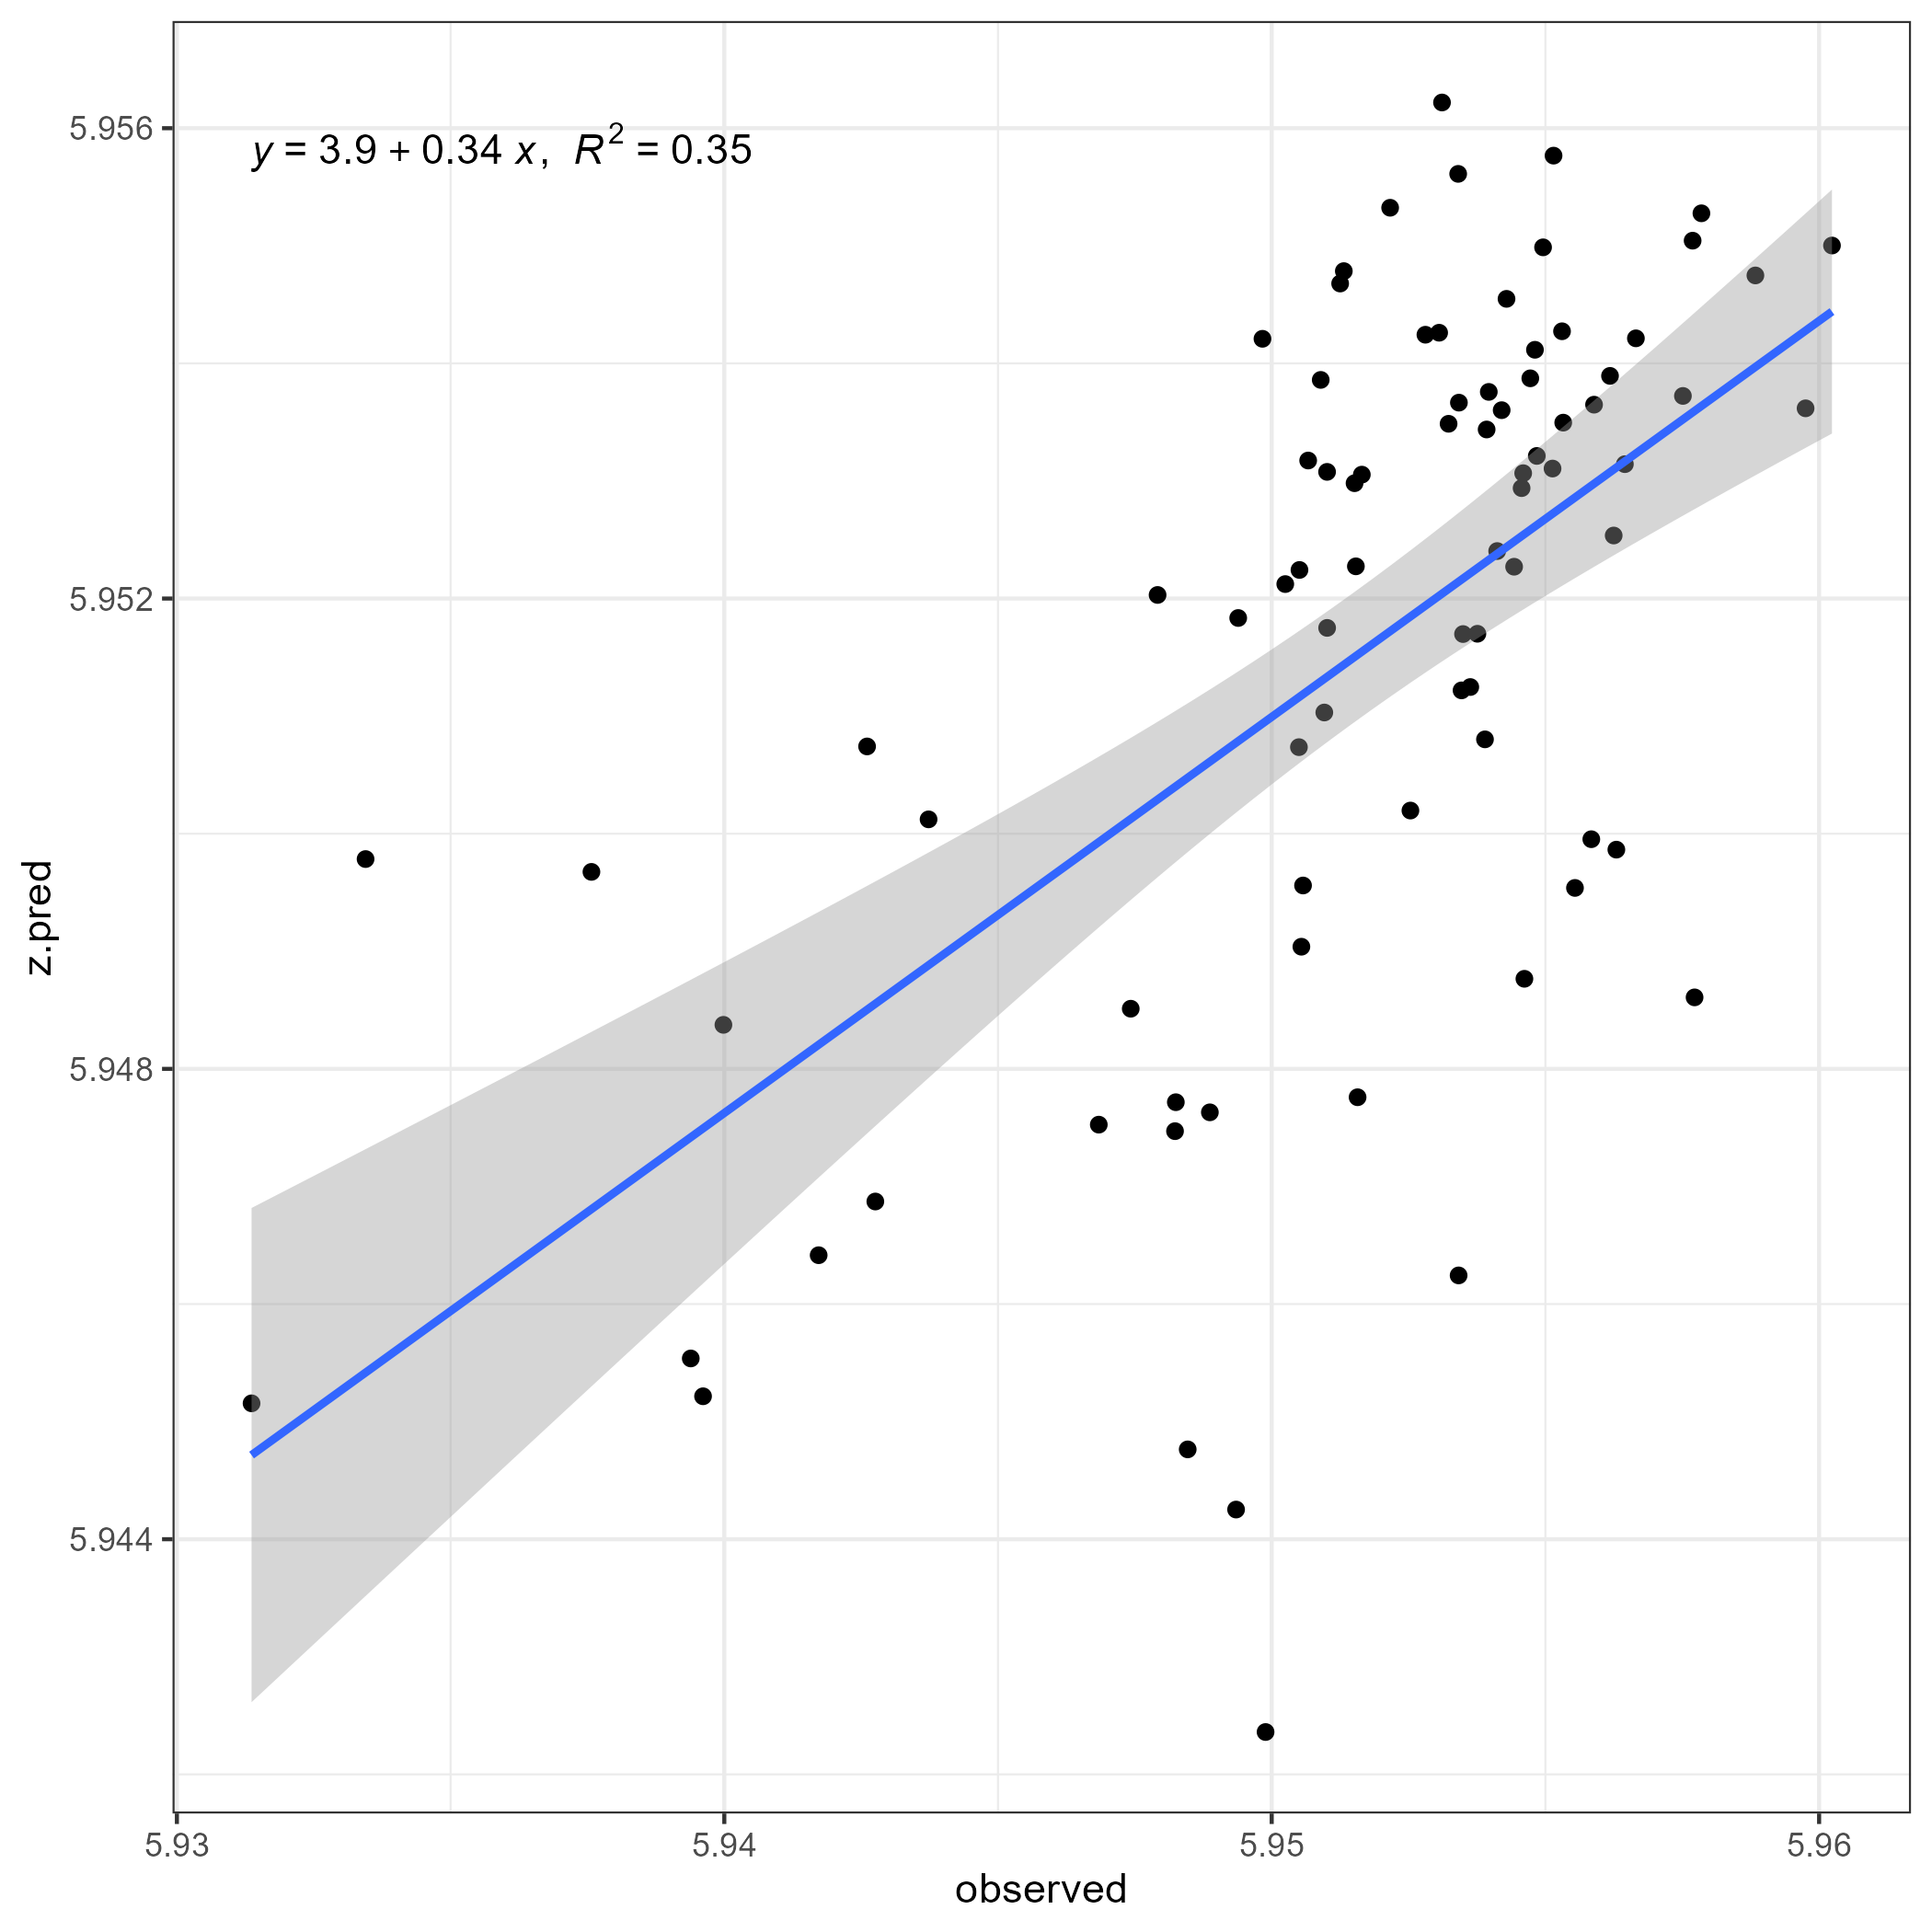 y = 3.9 + 0.34 x, R² = 0.35
z.pred
5.956
5.952
5.948
5.944
5.93 5.94 5.95 5.96
observed